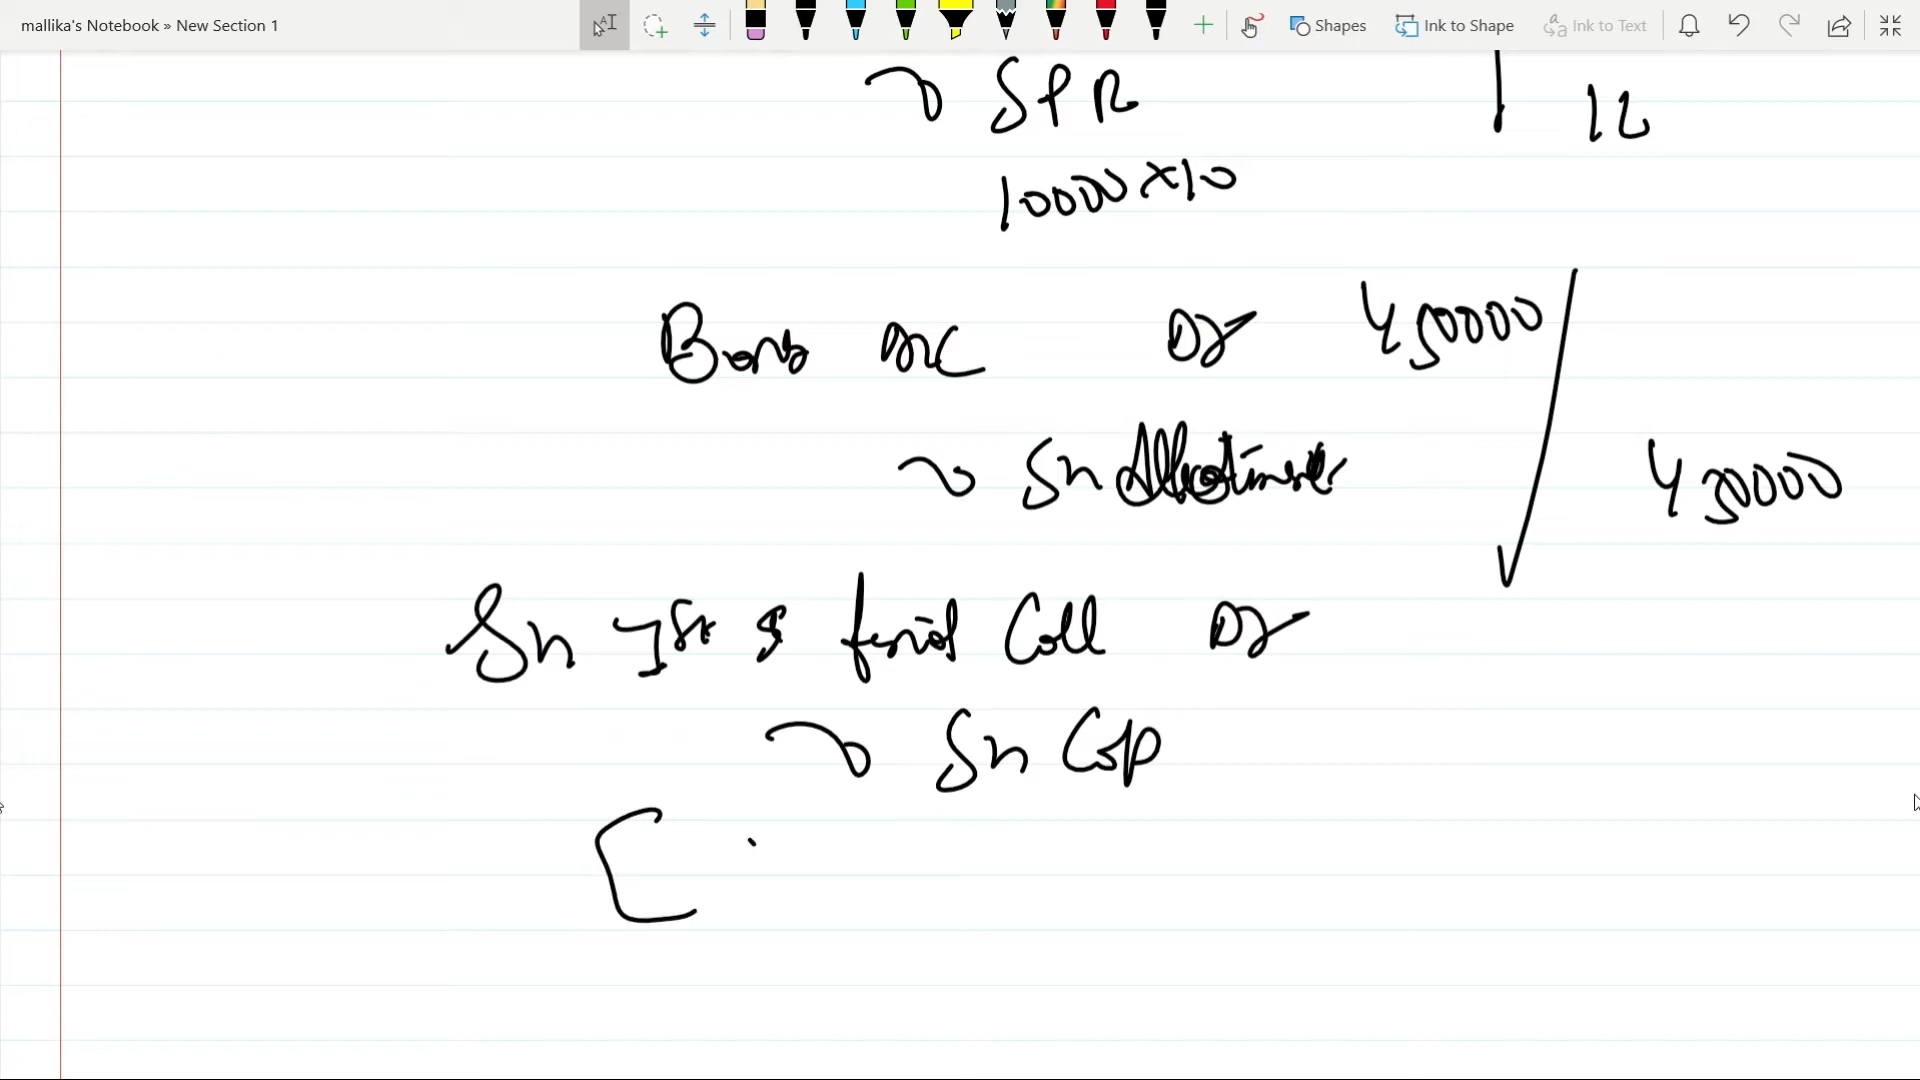 mallika's Notebook » New Section 1 Shapes Ink to Shape Ink to Text
SPR 12
10000 × 10
Bank A/C Dr 450000
Sh Allotment 450000
Sh 1st & final Call Dr
Sh Cap